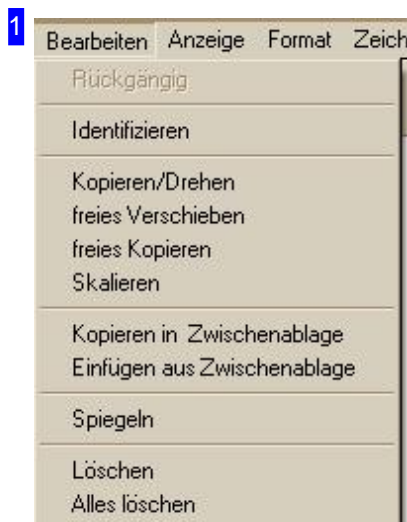 1
Bearbeiten Anzeige Format Zeich
Rückgängig
Identifizieren
Kopieren/Drehen
freies Verschieben
freies Kopieren
Skalieren
Kopieren in Zwischenablage
Einfügen aus Zwischenablage
Spiegeln
Löschen
Alles löschen